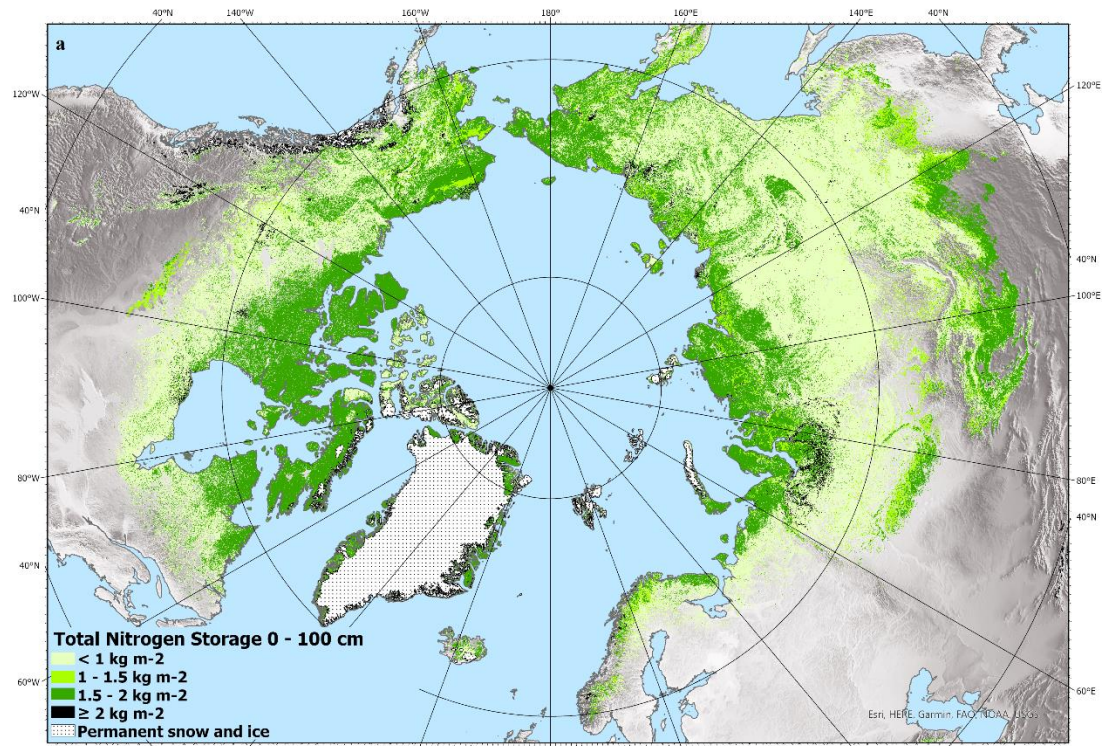 40°N 140°W 160°W 180° 160°E 140°E 40°N
a
120°W
120°E
40°N
40°N
100°W
100°E
80°W
80°E
40°N
40°N
Total Nitrogen Storage 0 - 100 cm
< 1 kg m-2
1 - 1.5 kg m-2
1.5 - 2 kg m-2
≥ 2 kg m-2
Permanent snow and ice
60°W
60°E
Esri, HERE, Garmin, FAO, NOAA, USGS